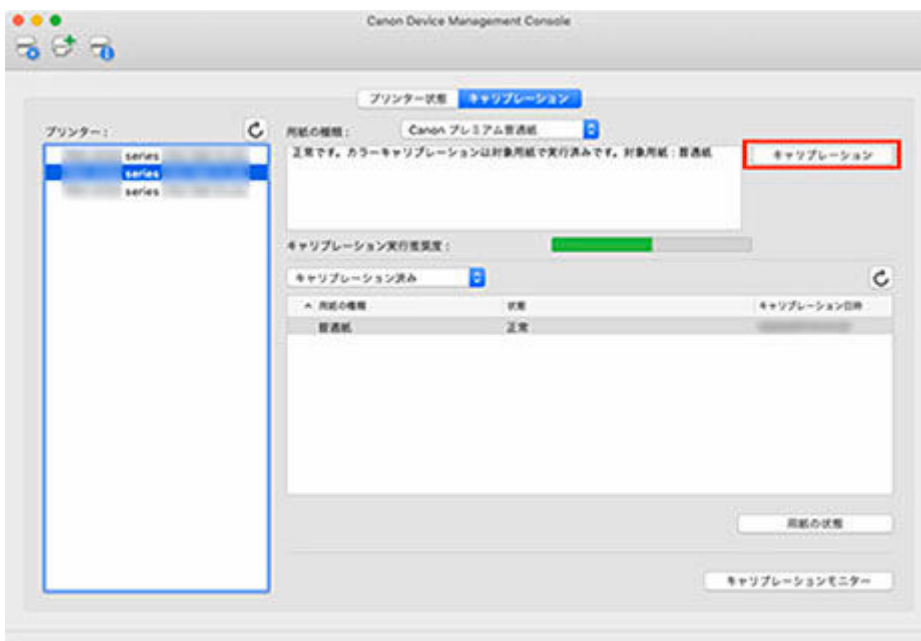 Canon Device Management Console
プリンター状態 キャリブレーション
プリンター：
用紙の種類： Canon プレミアム普通紙
series
series
series
正常です。カラーキャリブレーションは対象用紙で実行済みです。対象用紙：普通紙
キャリブレーション
キャリブレーション実行推奨度：
キャリブレーション済み
用紙の種類 状態 キャリブレーション日時
普通紙 正常
用紙の状態
キャリブレーションモニター